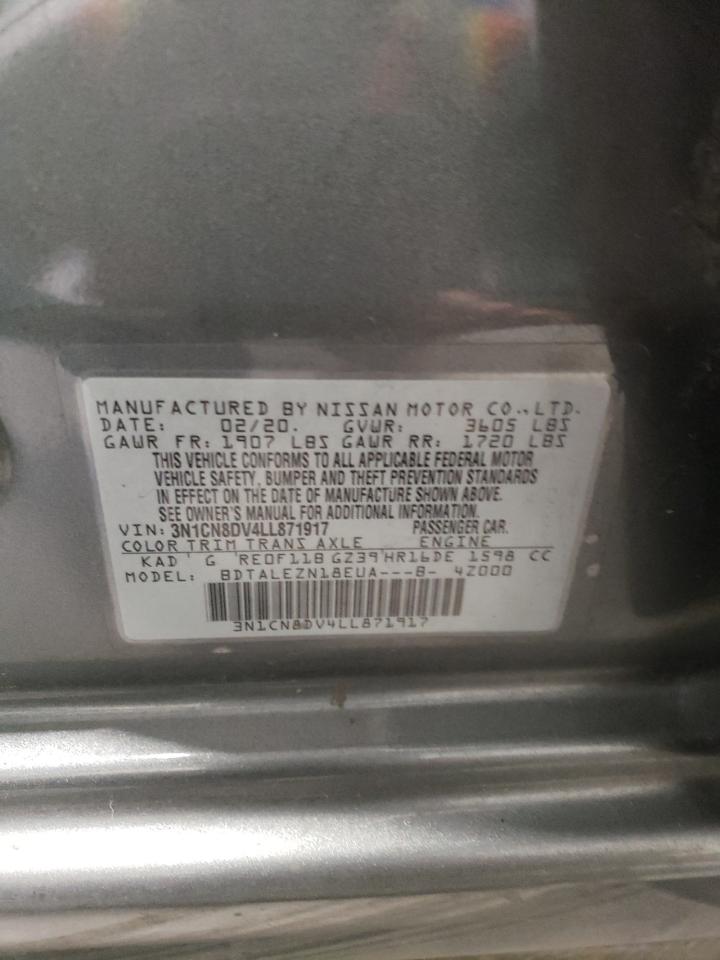 MANUFACTURED BY NISSAN MOTOR CO.,LTD.
DATE: 02/20. GVWR: 3605 LBS
GAWR FR: 1907 LBS GAWR RR: 1720 LBS
THIS VEHICLE CONFORMS TO ALL APPLICABLE FEDERAL MOTOR
VEHICLE SAFETY, BUMPER AND THEFT PREVENTION STANDARDS
IN EFFECT ON THE DATE OF MANUFACTURE SHOWN ABOVE.
SEE OWNER'S MANUAL FOR ADDITIONAL INFORMATION.
VIN: 3N1CN8DV4LL871917 PASSENGER CAR.
COLOR TRIM TRANS AXLE ENGINE
KAD G RE0F11B GZ39 HR16DE 1598 CC
MODEL: BDTALEZN18EUA---B- 4Z000
3N1CN8DV4LL871917